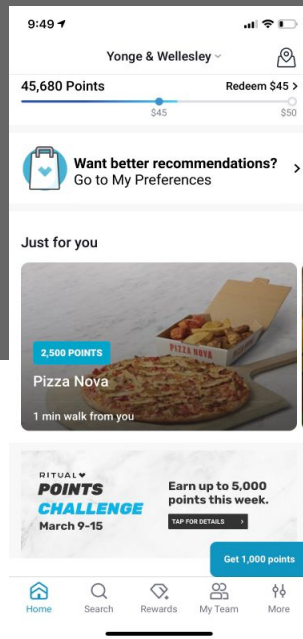 9:49
Yonge & Wellesley
45,680 Points
Redeem $45
$45
$50
Want better recommendations?
Go to My Preferences
Just for you
PIZZA NOVA
2,500 POINTS
Pizza Nova
1 min walk from you
RITUAL
POINTS
CHALLENGE
March 9-15
Earn up to 5,000
points this week.
TAP FOR DETAILS
Get 1,000 points
Home
Search
Rewards
My Team
More